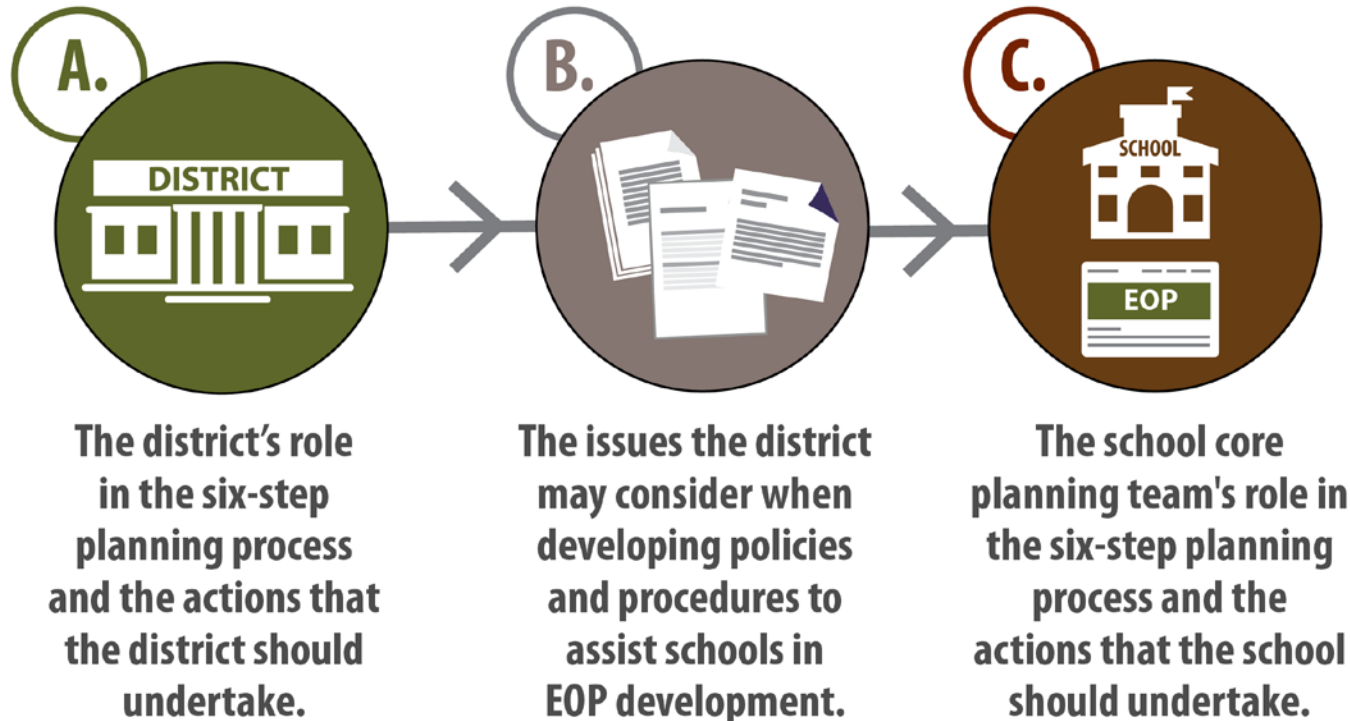 A.
DISTRICT
The district's role
in the six-step
planning process
and the actions that
the district should
undertake.
B.
The issues the district
may consider when
developing policies
and procedures to
assist schools in
EOP development.
C.
SCHOOL
EOP
The school core
planning team's role in
the six-step planning
process and the
actions that the school
should undertake.